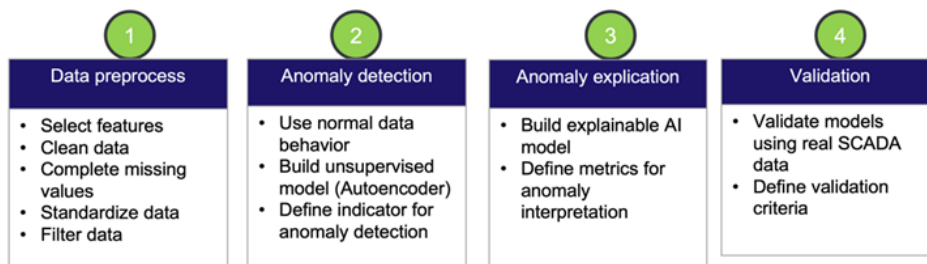 1
Data preprocess
• Select features
• Clean data
• Complete missing
values
• Standardize data
• Filter data
2
Anomaly detection
• Use normal data
behavior
• Build unsupervised
model (Autoencoder)
• Define indicator for
anomaly detection
3
Anomaly explication
• Build explainable AI
model
• Define metrics for
anomaly
interpretation
4
Validation
• Validate models
using real SCADA
data
• Define validation
criteria